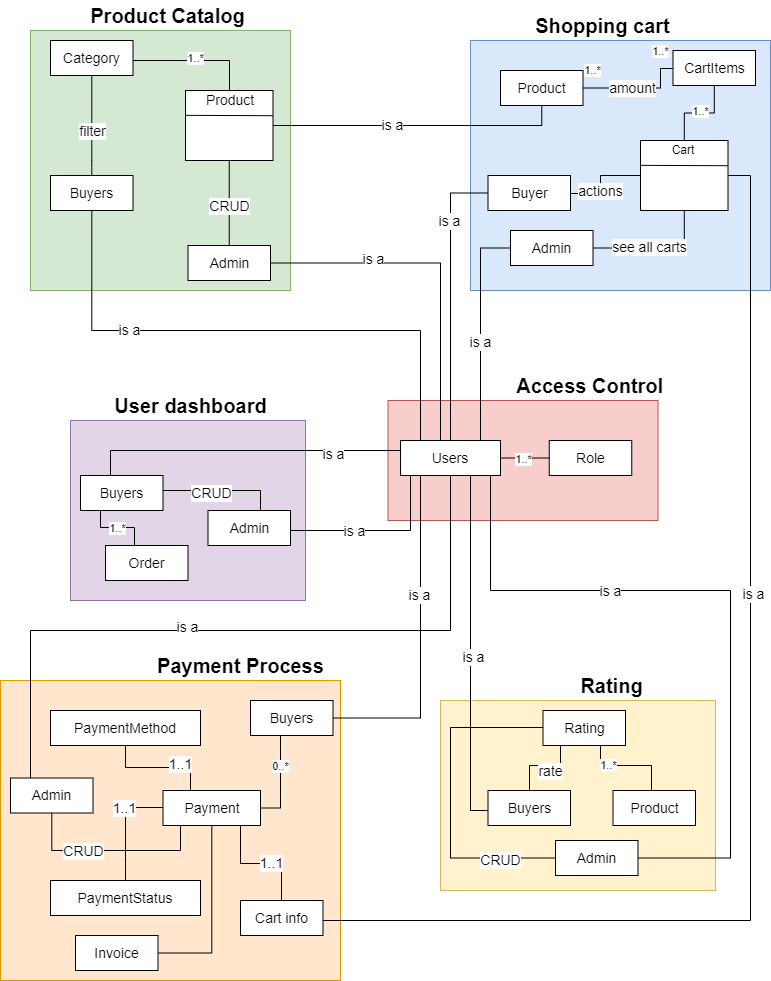 Product Catalog
Category
1..*
Product
filter
Buyers
CRUD
Admin
is a
Shopping cart
Product
1..*
amount
1..*
CartItems
1..*
Cart
Buyer
actions
Admin
see all carts
is a
is a
is a
is a
Access Control
Users
1..*
Role
User dashboard
is a
Buyers
CRUD
Admin
1..*
Order
is a
is a
is a
is a
is a
is a
Payment Process
PaymentMethod
Buyers
1..1
0..*
Admin
1..1
Payment
CRUD
1..1
PaymentStatus
Cart info
Invoice
Rating
Rating
rate
1..*
Buyers
Product
CRUD
Admin